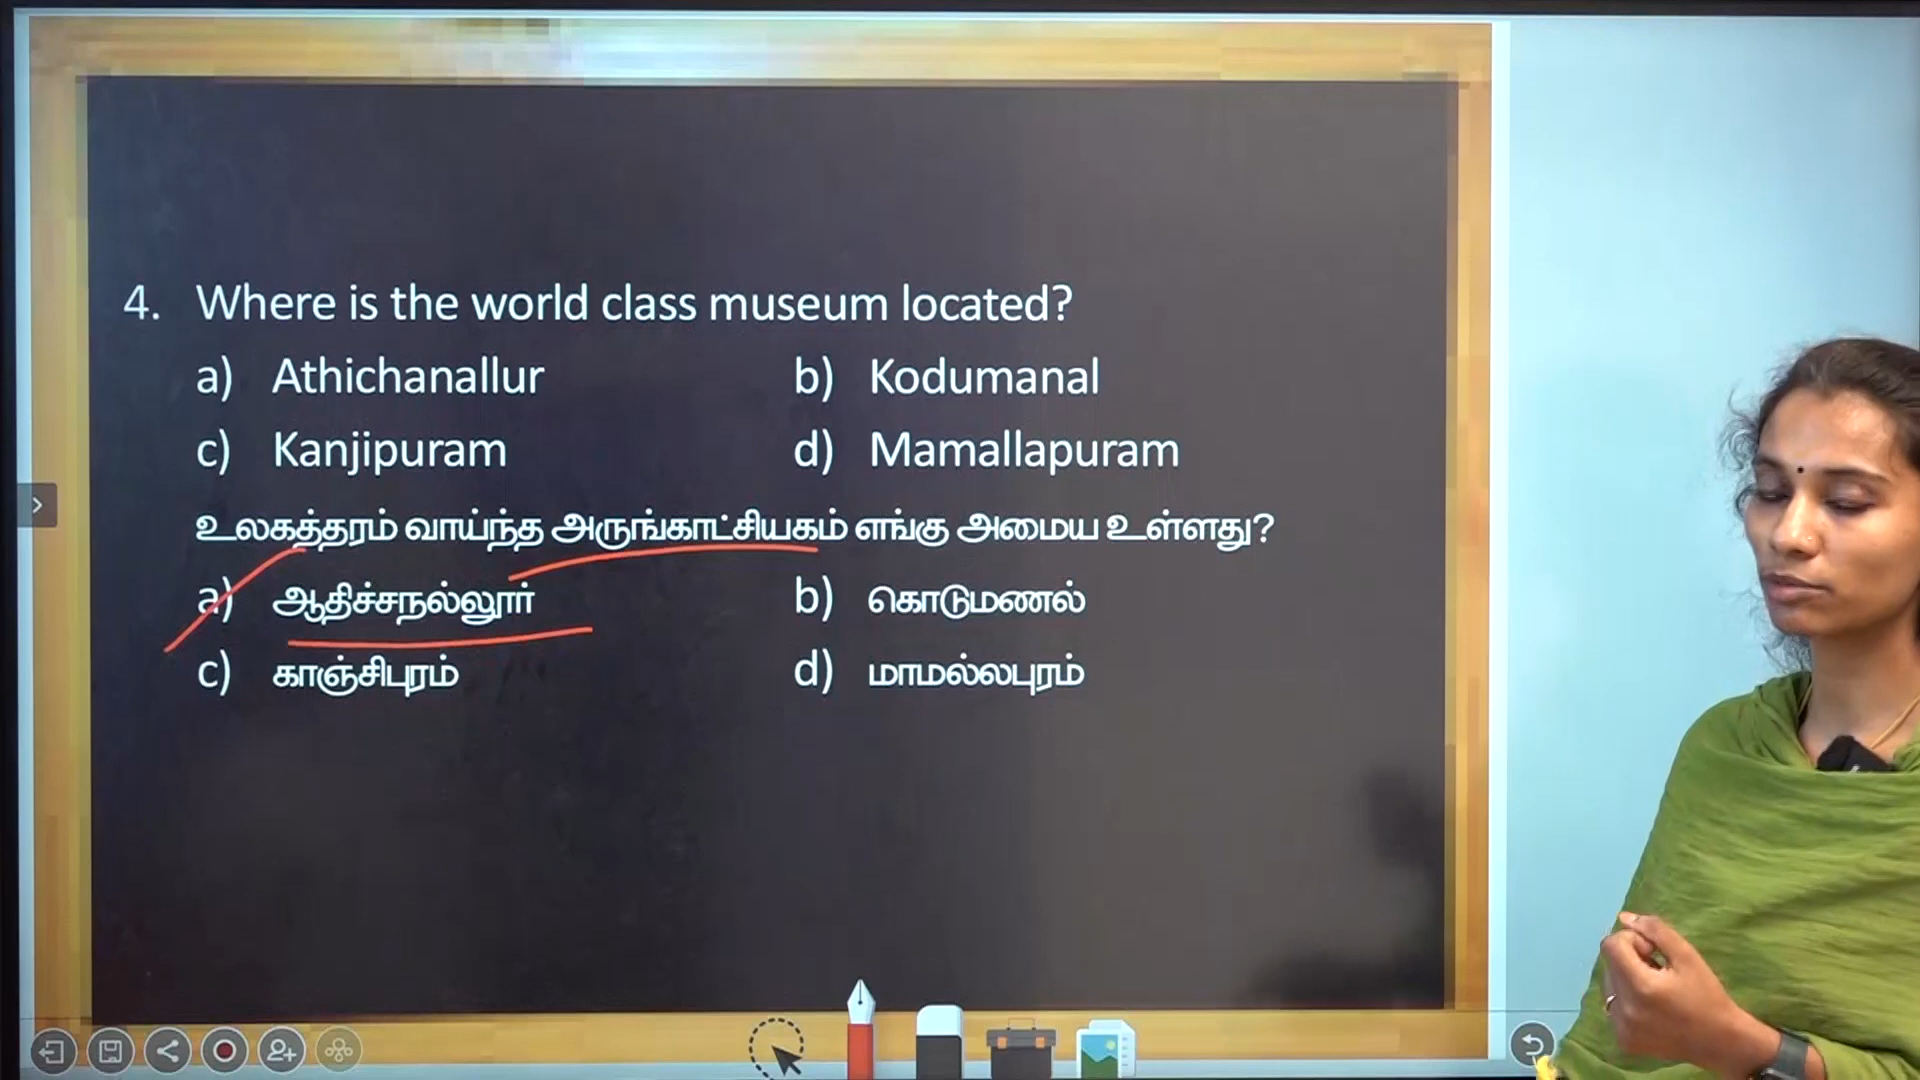 4. Where is the world class museum located?
a) Athichanallur b) Kodumanal
c) Kanjipuram d) Mamallapuram
உலகத்தரம் வாய்ந்த அருங்காட்சியகம் எங்கு அமைய உள்ளது?
a) ஆதிச்சநல்லூர் b) கொடுமணல்
c) காஞ்சிபுரம் d) மாமல்லபுரம்